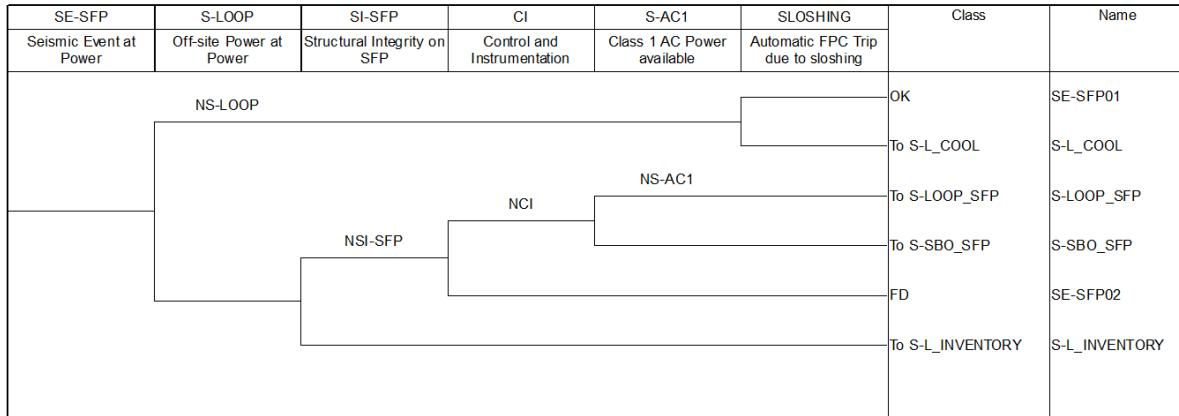 SE-SFP S-LOOP SI-SFP CI S-AC1 SLOSHING Class Name
Seismic Event at Power Off-site Power at Power Structural Integrity on SFP Control and Instrumentation Class 1 AC Power available Automatic FPC Trip due to sloshing
NS-LOOP
OK SE-SFP01
To S-L_COOL S-L_COOL
NS-AC1
To S-LOOP_SFP S-LOOP_SFP
NCI
NSI-SFP
To S-SBO_SFP S-SBO_SFP
FD SE-SFP02
To S-L_INVENTORY S-L_INVENTORY